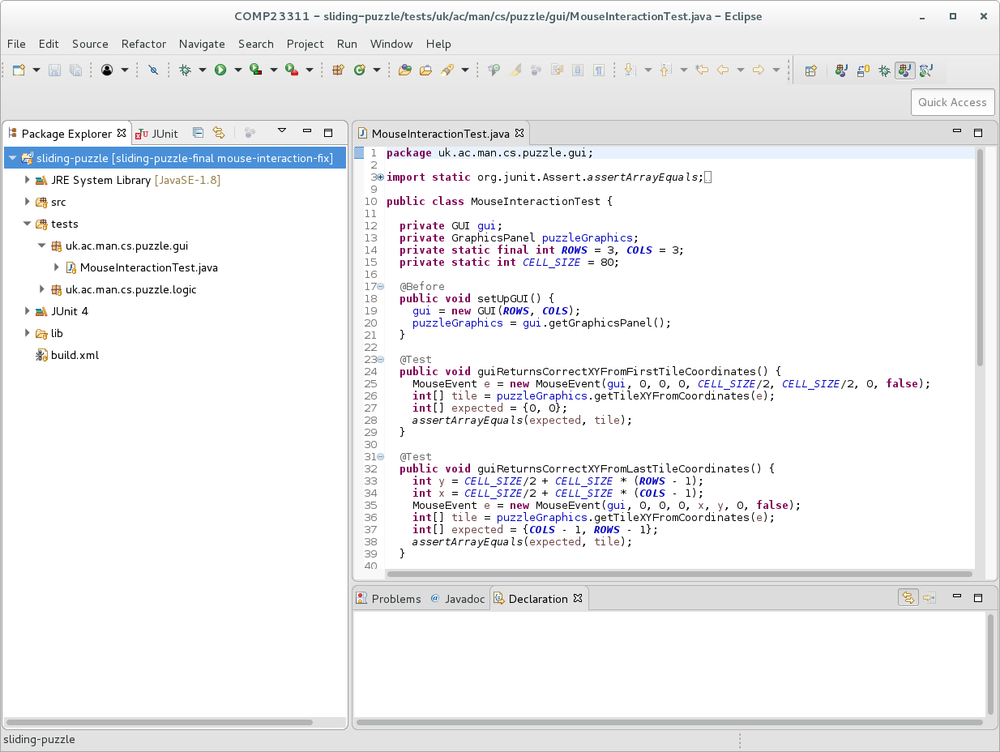 COMP23311 – sliding-puzzle/tests/uk/ac/man/cs/puzzle/gui/MouseInteractionTest.java – Eclipse
File Edit Source Refactor Navigate Search Project Run Window Help
Quick Access
Package Explorer JUnit
sliding-puzzle [sliding-puzzle-final mouse-interaction-fix]
JRE System Library [JavaSE-1.8]
src
tests
uk.ac.man.cs.puzzle.gui
MouseInteractionTest.java
uk.ac.man.cs.puzzle.logic
JUnit 4
lib
build.xml
MouseInteractionTest.java
1 package uk.ac.man.cs.puzzle.gui;
2
3 import static org.junit.Assert.assertArrayEquals;
9
10 public class MouseInteractionTest {
11
12 private GUI gui;
13 private GraphicsPanel puzzleGraphics;
14 private static final int ROWS = 3, COLS = 3;
15 private static int CELL_SIZE = 80;
16
17 @Before
18 public void setUpGUI() {
19 gui = new GUI(ROWS, COLS);
20 puzzleGraphics = gui.getGraphicsPanel();
21 }
22
23 @Test
24 public void guiReturnsCorrectXYFromFirstTileCoordinates() {
25 MouseEvent e = new MouseEvent(gui, 0, 0, 0, CELL_SIZE/2, CELL_SIZE/2, 0, false);
26 int[] tile = puzzleGraphics.getTileXYFromCoordinates(e);
27 int[] expected = {0, 0};
28 assertArrayEquals(expected, tile);
29 }
30
31 @Test
32 public void guiReturnsCorrectXYFromLastTileCoordinates() {
33 int y = CELL_SIZE/2 + CELL_SIZE * (ROWS - 1);
34 int x = CELL_SIZE/2 + CELL_SIZE * (COLS - 1);
35 MouseEvent e = new MouseEvent(gui, 0, 0, 0, x, y, 0, false);
36 int[] tile = puzzleGraphics.getTileXYFromCoordinates(e);
37 int[] expected = {COLS - 1, ROWS - 1};
38 assertArrayEquals(expected, tile);
39 }
40
Problems @ Javadoc Declaration
sliding-puzzle